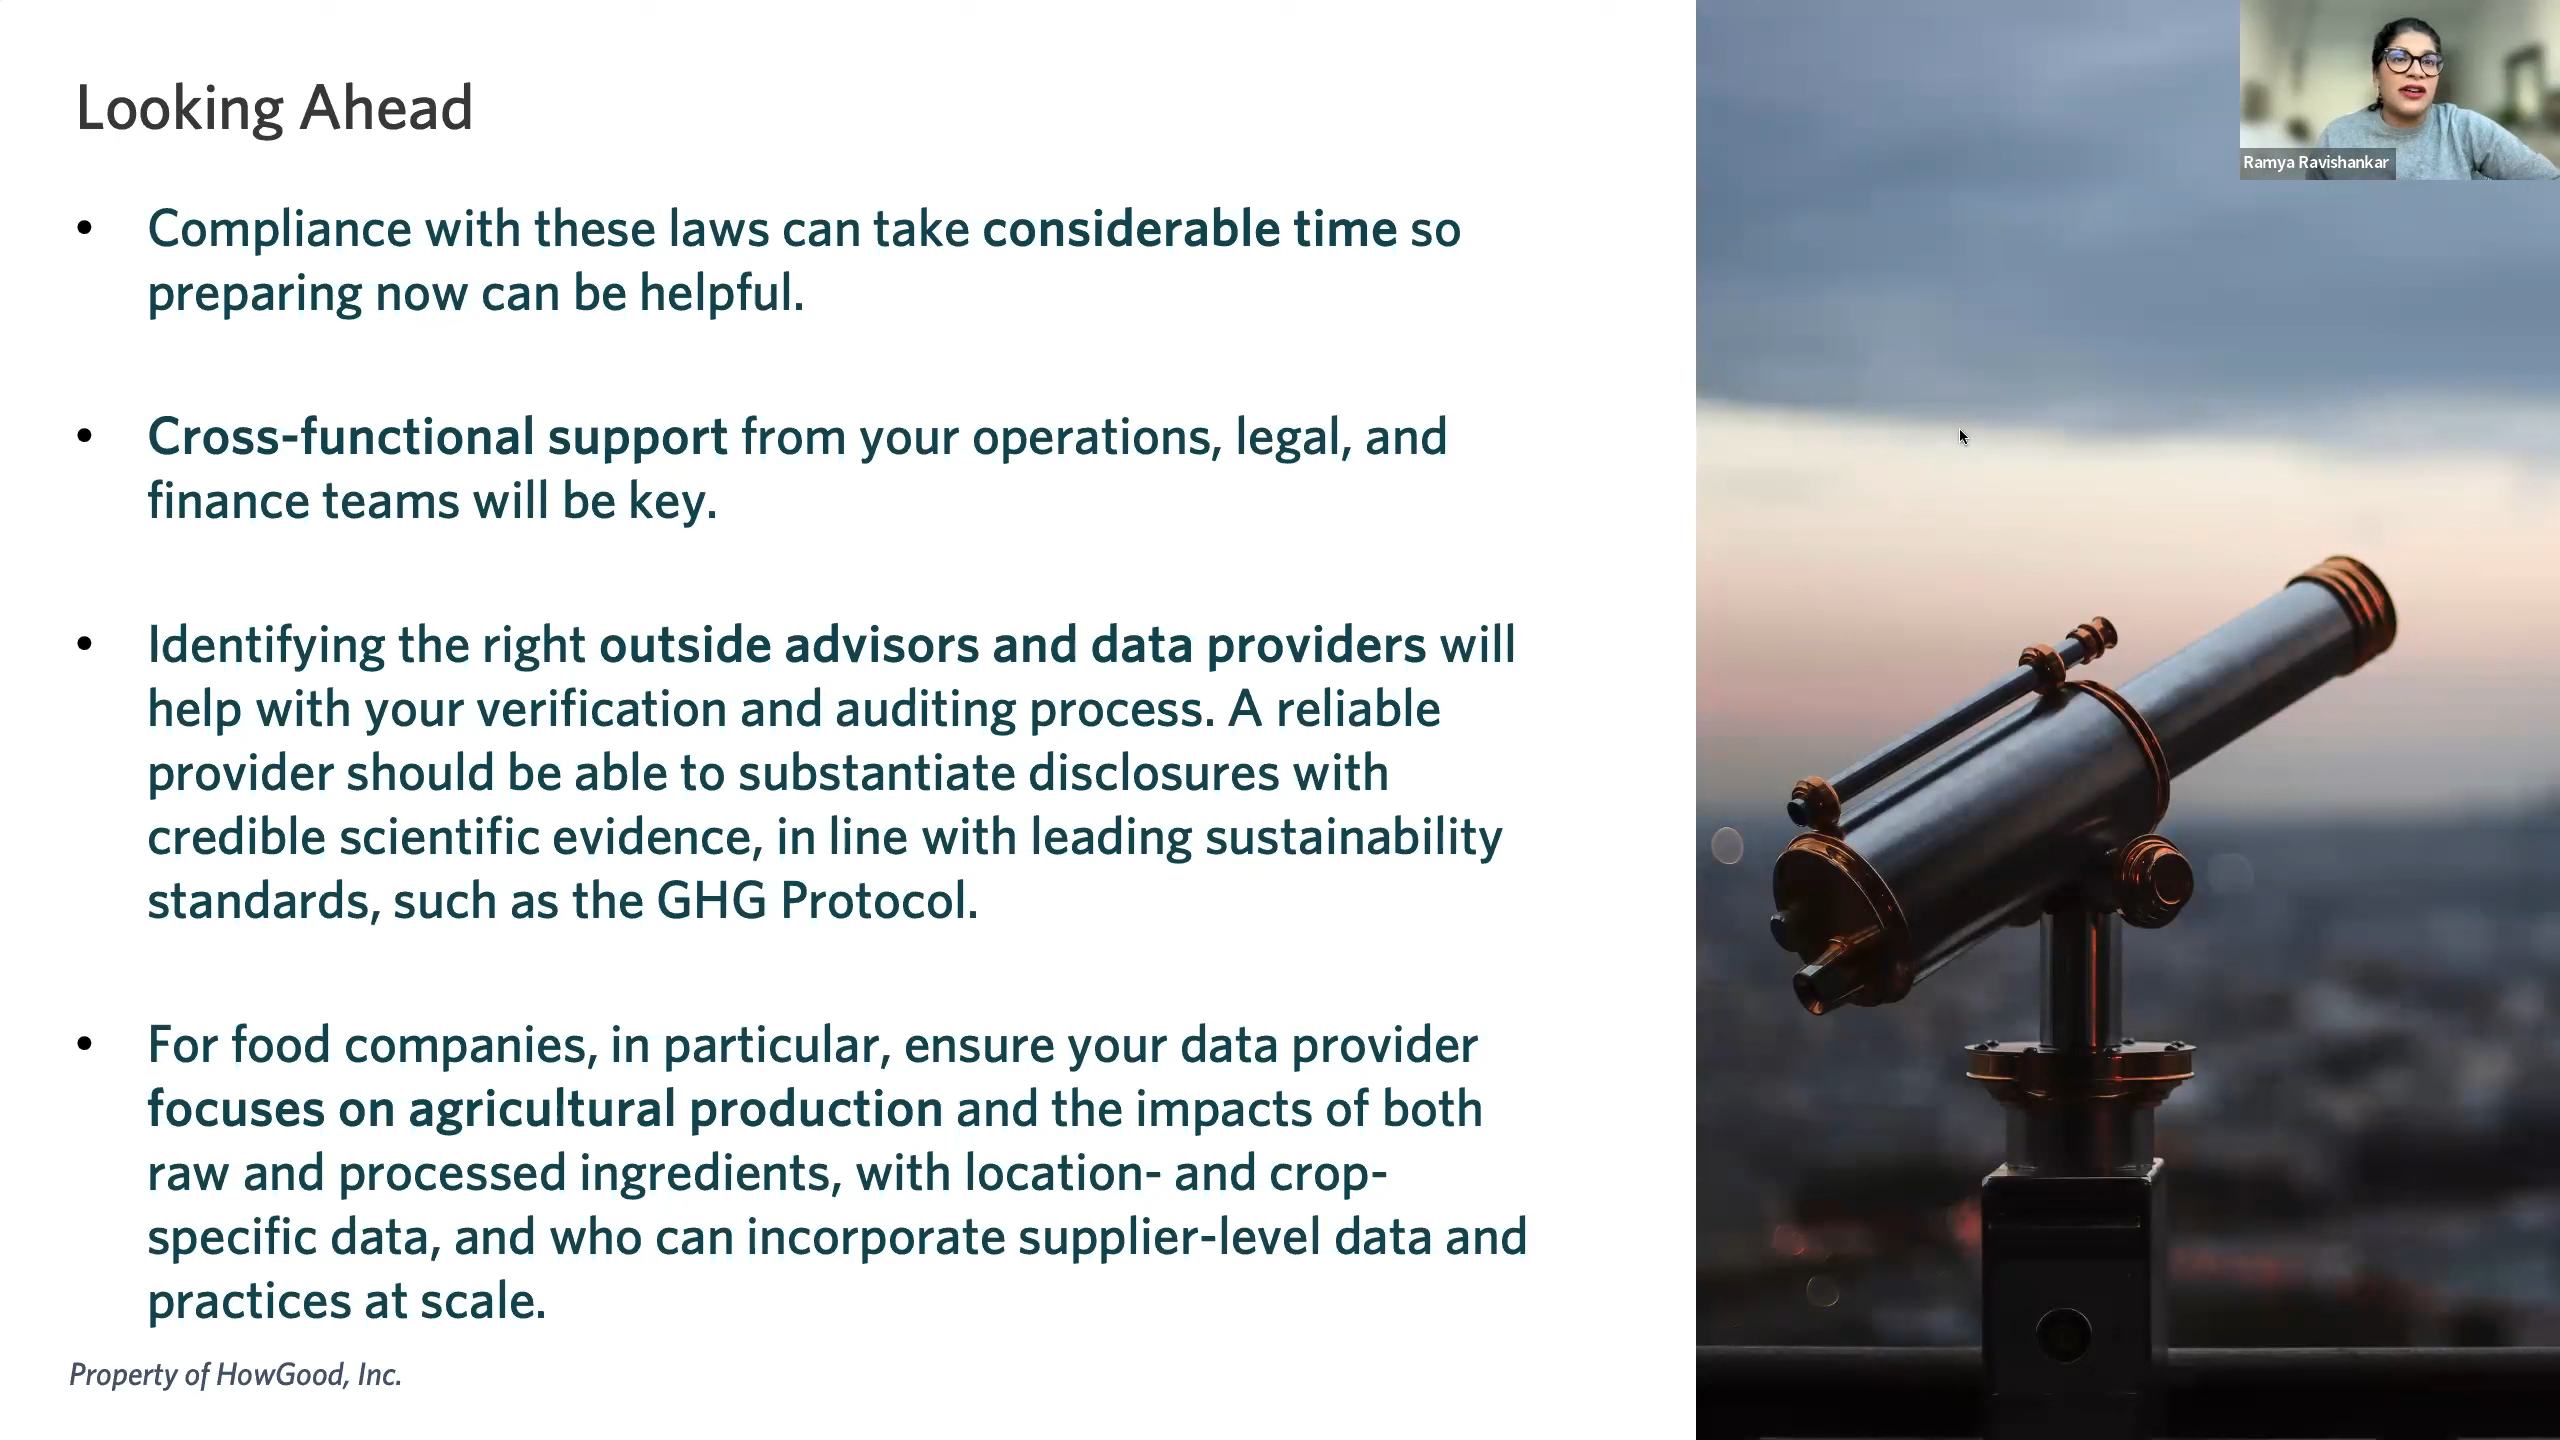 Looking Ahead
Ramya Ravishankar
• Compliance with these laws can take considerable time so
preparing now can be helpful.
• Cross-functional support from your operations, legal, and
finance teams will be key.
• Identifying the right outside advisors and data providers will
help with your verification and auditing process. A reliable
provider should be able to substantiate disclosures with
credible scientific evidence, in line with leading sustainability
standards, such as the GHG Protocol.
• For food companies, in particular, ensure your data provider
focuses on agricultural production and the impacts of both
raw and processed ingredients, with location- and crop-
specific data, and who can incorporate supplier-level data and
practices at scale.
Property of HowGood, Inc.